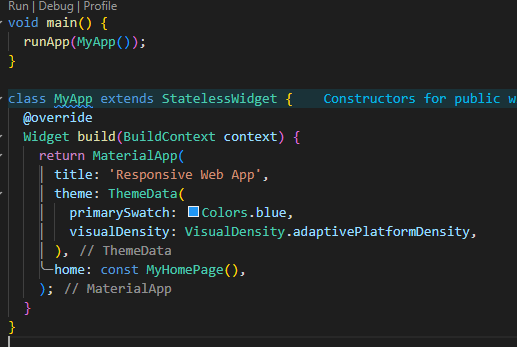 Run | Debug | Profile
void main() {
  runApp(MyApp());
}
class MyApp extends StatelessWidget {    Constructors for public w
  @override
  Widget build(BuildContext context) {
    return MaterialApp(
      title: 'Responsive Web App',
      theme: ThemeData(
        primarySwatch: Colors.blue,
        visualDensity: VisualDensity.adaptivePlatformDensity,
      ), // ThemeData
      home: const MyHomePage(),
    ); // MaterialApp
  }
}